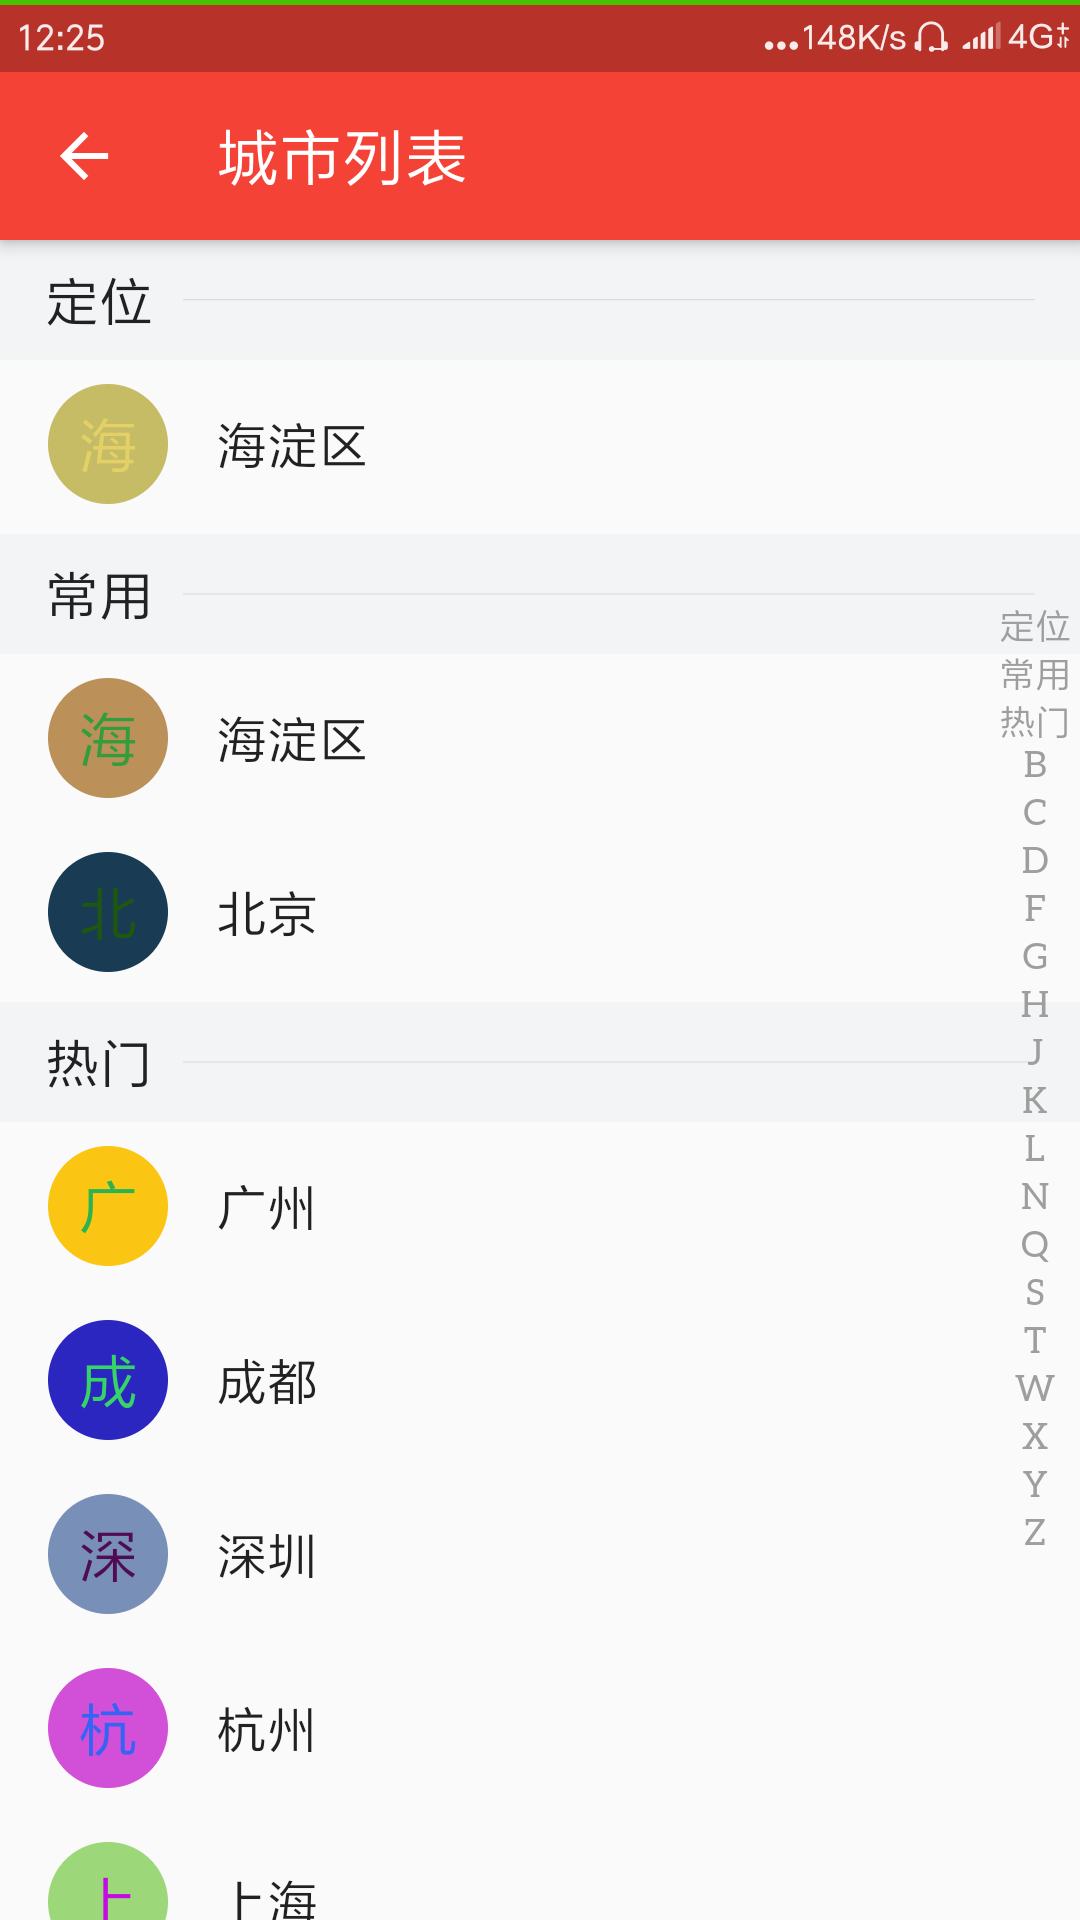 12:25 ...148K/s 4G+
城市列表
定位
海 海淀区
常用
海 海淀区
北 北京
热门
广 广州
成 成都
深 深圳
杭 杭州
上 上海
定位
常用
热门
B
C
D
F
G
H
J
K
L
N
Q
S
T
W
X
Y
Z